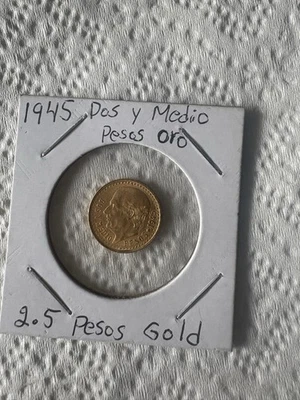 1945 Dos y Medio
Pesos oro
2.5 Pesos Gold